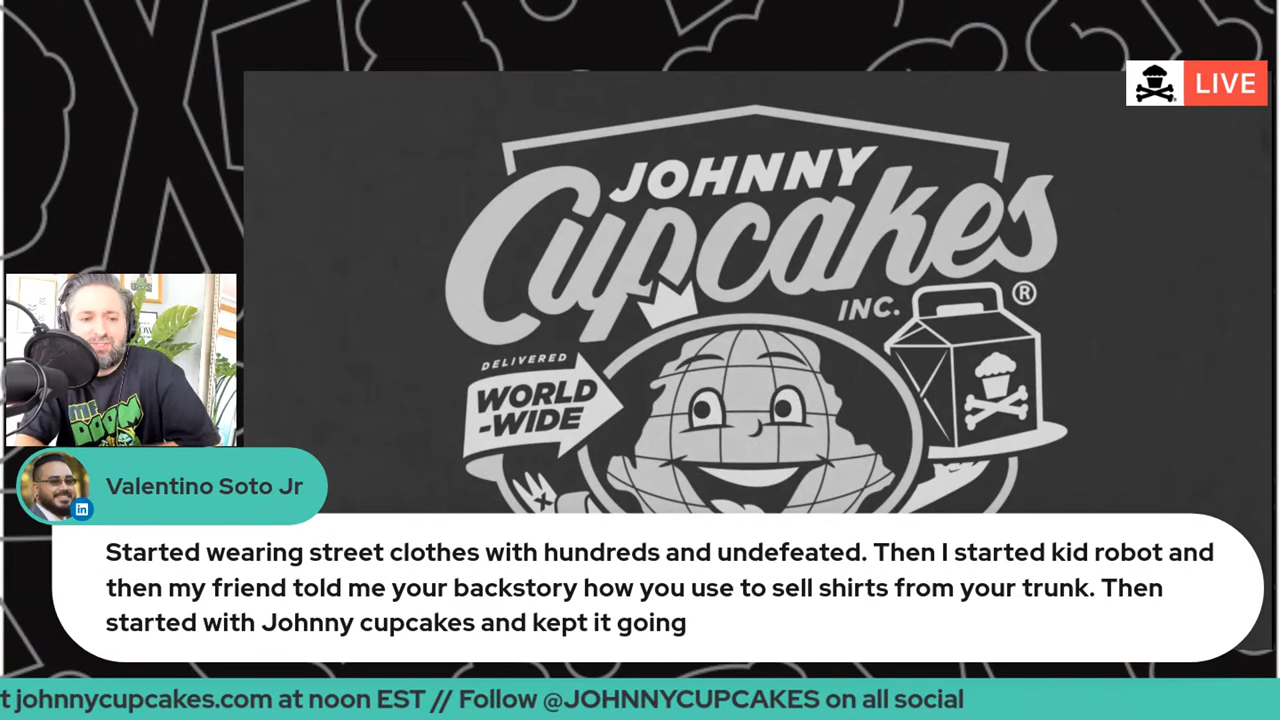 LIVE
JOHNNY
Cupcakes
INC. ®
DELIVERED
WORLD
-WIDE
MF
DOOM
Valentino Soto Jr
in
Started wearing street clothes with hundreds and undefeated. Then I started kid robot and
then my friend told me your backstory how you use to sell shirts from your trunk. Then
started with Johnny cupcakes and kept it going
t johnnycupcakes.com at noon EST // Follow @JOHNNYCUPCAKES on all social